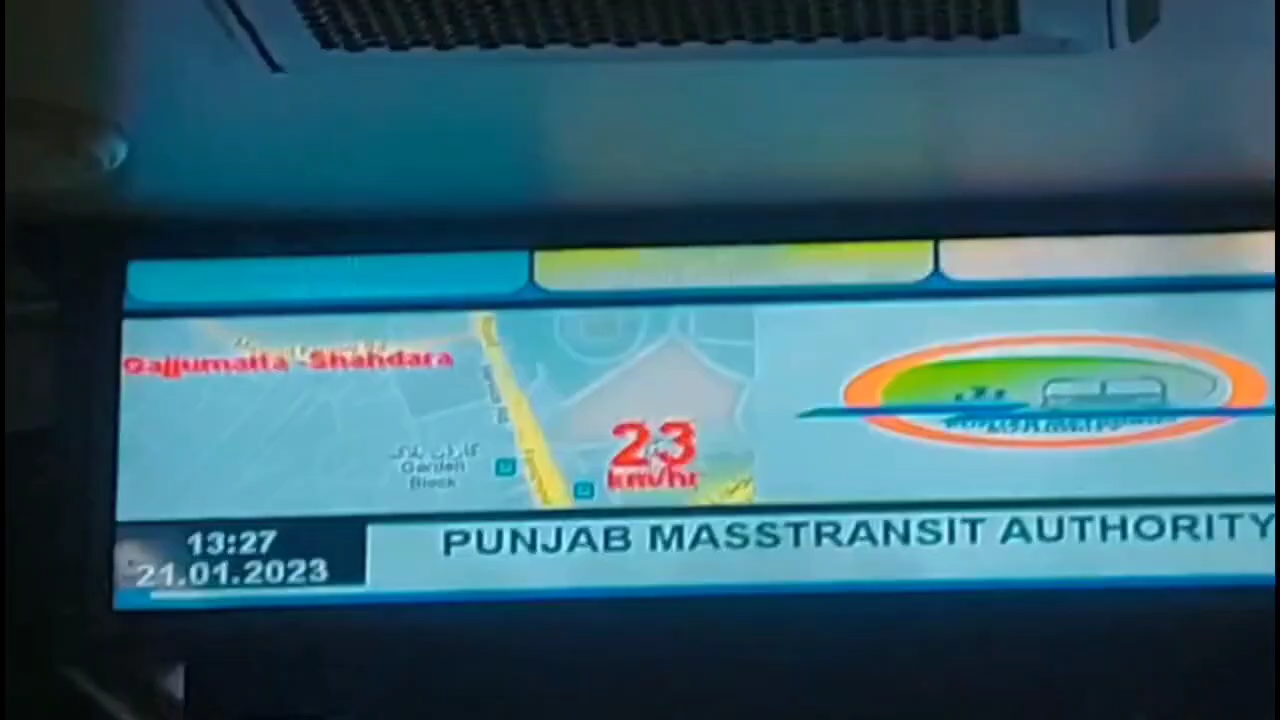 Gajjumatta -Shahdara
گارڈن بلاک
Garden
Block
23
km/hr
13:27
21.01.2023
PUNJAB MASSTRANSIT AUTHORITY